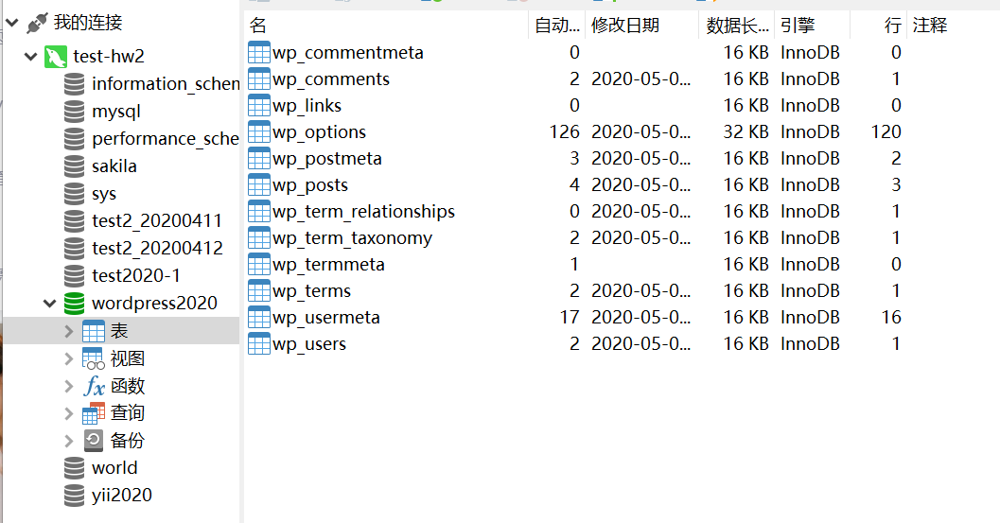 我的连接
test-hw2
information_schem
mysql
performance_sche
sakila
sys
test2_20200411
test2_20200412
test2020-1
wordpress2020
表
视图
函数
查询
备份
world
yii2020
名 自动... 修改日期 数据长... 引擎 行 注释
wp_commentmeta 0 16 KB InnoDB 0
wp_comments 2 2020-05-0... 16 KB InnoDB 1
wp_links 0 16 KB InnoDB 0
wp_options 126 2020-05-0... 32 KB InnoDB 120
wp_postmeta 3 2020-05-0... 16 KB InnoDB 2
wp_posts 4 2020-05-0... 16 KB InnoDB 3
wp_term_relationships 0 2020-05-0... 16 KB InnoDB 1
wp_term_taxonomy 2 2020-05-0... 16 KB InnoDB 1
wp_termmeta 1 16 KB InnoDB 0
wp_terms 2 2020-05-0... 16 KB InnoDB 1
wp_usermeta 17 2020-05-0... 16 KB InnoDB 16
wp_users 2 2020-05-0... 16 KB InnoDB 1